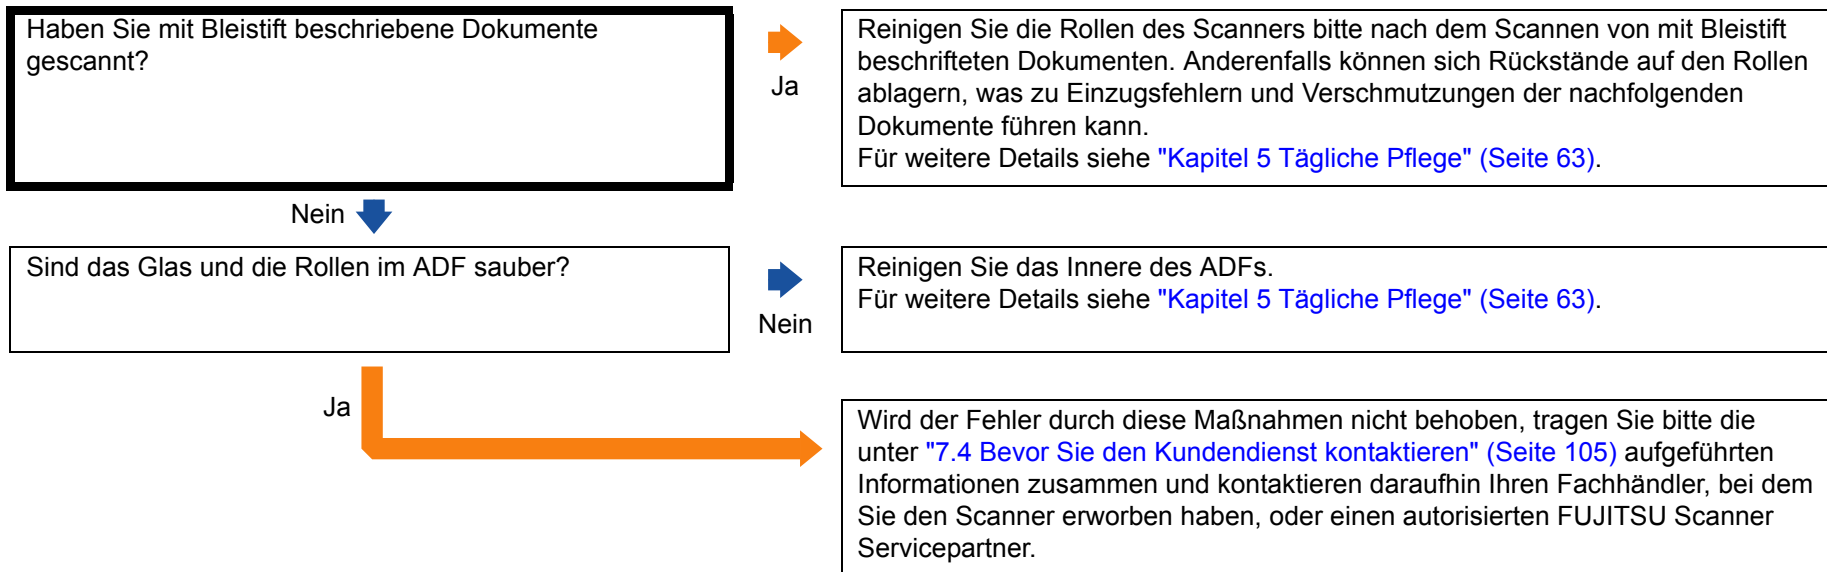 Haben Sie mit Bleistift beschriebene Dokumente
gescannt?
Ja
Reinigen Sie die Rollen des Scanners bitte nach dem Scannen von mit Bleistift
beschrifteten Dokumenten. Anderenfalls können sich Rückstände auf den Rollen
ablagern, was zu Einzugsfehlern und Verschmutzungen der nachfolgenden
Dokumente führen kann.
Für weitere Details siehe "Kapitel 5 Tägliche Pflege" (Seite 63).
Nein
Sind das Glas und die Rollen im ADF sauber?
Nein
Reinigen Sie das Innere des ADFs.
Für weitere Details siehe "Kapitel 5 Tägliche Pflege" (Seite 63).
Ja
Wird der Fehler durch diese Maßnahmen nicht behoben, tragen Sie bitte die
unter "7.4 Bevor Sie den Kundendienst kontaktieren" (Seite 105) aufgeführten
Informationen zusammen und kontaktieren daraufhin Ihren Fachhändler, bei dem
Sie den Scanner erworben haben, oder einen autorisierten FUJITSU Scanner
Servicepartner.